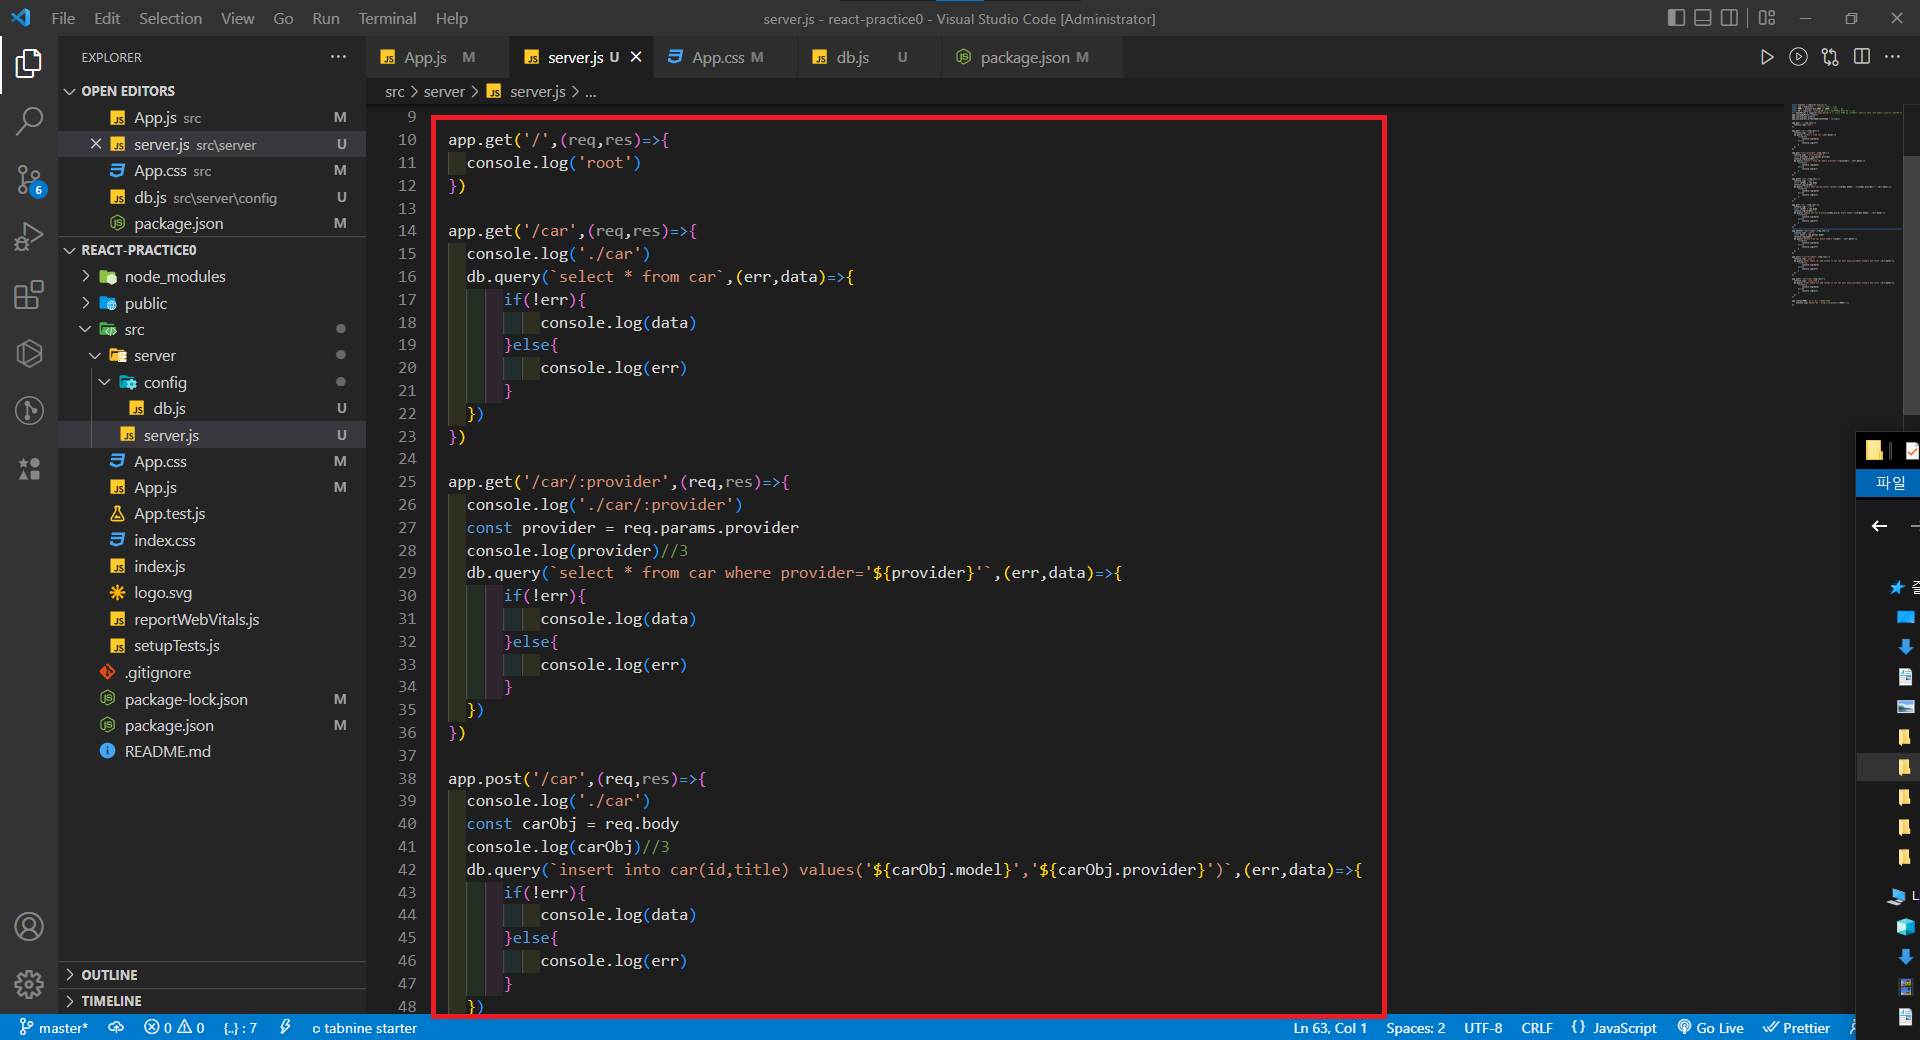 File Edit Selection View Go Run Terminal Help
server.js - react-practice0 - Visual Studio Code [Administrator]
EXPLORER
OPEN EDITORS
App.js src M
server.js src\server U
App.css src M
db.js src\server\config U
package.json M
REACT-PRACTICE0
node_modules
public
src
server
config
db.js U
server.js U
App.css M
App.js M
App.test.js
index.css
index.js
logo.svg
reportWebVitals.js
setupTests.js
.gitignore
package-lock.json M
package.json M
README.md
OUTLINE
TIMELINE
6
App.js M
server.js U
App.css M
db.js U
package.json M
src > server > server.js > ...
9
10 app.get('/',(req,res)=>{
11 console.log('root')
12 })
13
14 app.get('/car',(req,res)=>{
15 console.log('./car')
16 db.query(`select * from car`,(err,data)=>{
17 if(!err){
18 console.log(data)
19 }else{
20 console.log(err)
21 }
22 })
23 })
24
25 app.get('/car/:provider',(req,res)=>{
26 console.log('./car/:provider')
27 const provider = req.params.provider
28 console.log(provider)//3
29 db.query(`select * from car where provider='${provider}'`,(err,data)=>{
30 if(!err){
31 console.log(data)
32 }else{
33 console.log(err)
34 }
35 })
36 })
37
38 app.post('/car',(req,res)=>{
39 console.log('./car')
40 const carObj = req.body
41 console.log(carObj)//3
42 db.query(`insert into car(id,title) values('${carObj.model}','${carObj.provider}')`,(err,data)=>{
43 if(!err){
44 console.log(data)
45 }else{
46 console.log(err)
47 }
48 })
파일
master* 0 0 {..} : 7 tabnine starter
Ln 63, Col 1 Spaces: 2 UTF-8 CRLF {} JavaScript Go Live Prettier